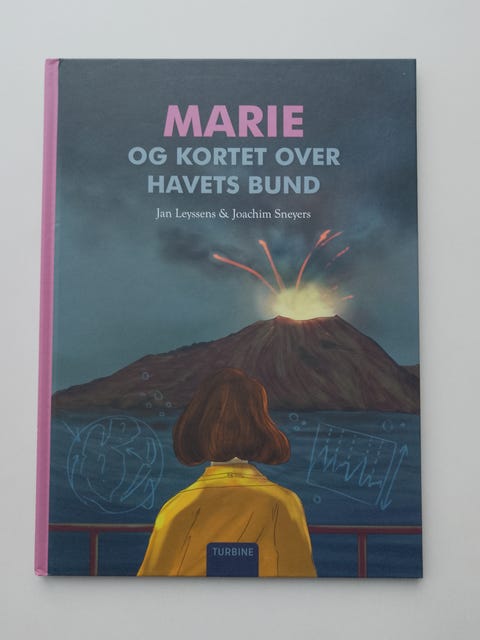 MARIE
OG KORTET OVER
HAVETS BUND
Jan Leyssens & Joachim Sneyers
TURBINE